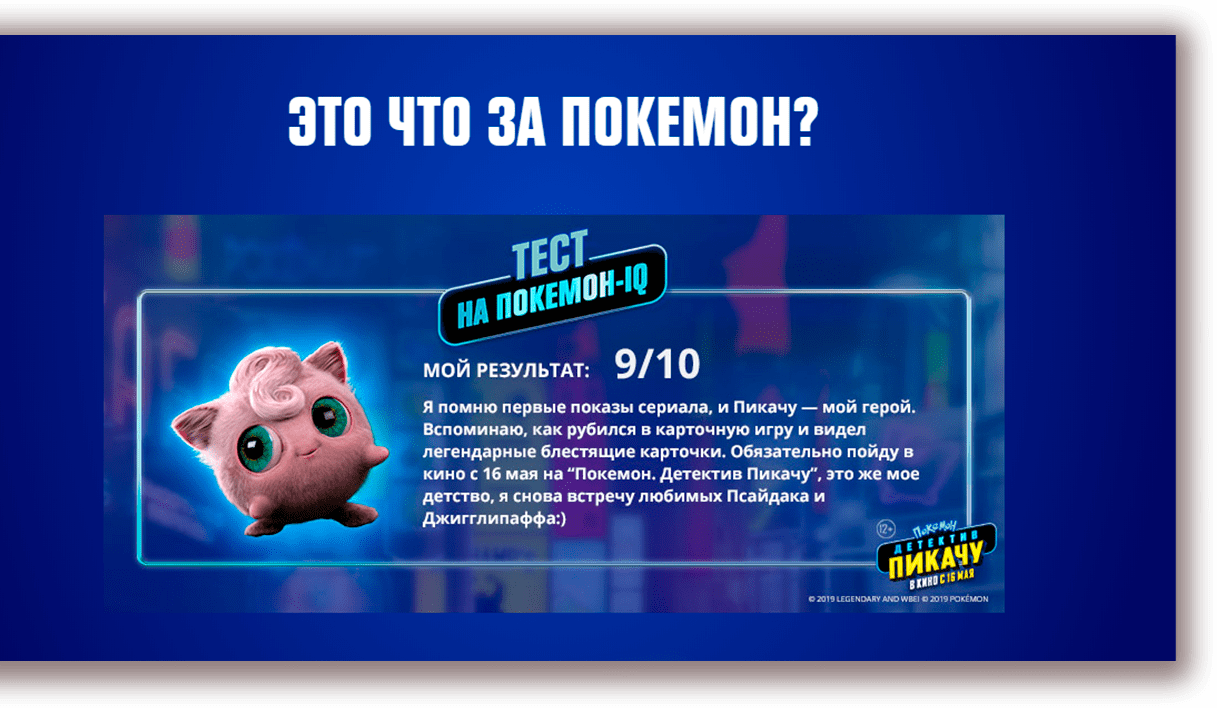 ЭТО ЧТО ЗА ПОКЕМОН?
ТЕСТ
НА ПОКЕМОН-IQ
МОЙ РЕЗУЛЬТАТ: 9/10
Я помню первые показы сериала, и Пикачу — мой герой.
Вспоминаю, как рубился в карточную игру и видел
легендарные блестящие карточки. Обязательно пойду в
кино с 16 мая на “Покемон. Детектив Пикачу”, это же мое
детство, я снова встречу любимых Псайдака и
Джигглипаффа:)
12+
ПОКЕМОН
ДЕТЕКТИВ
ПИКАЧУ
В КИНО С 16 МАЯ
© 2019 LEGENDARY AND WBEI © 2019 POKÉMON